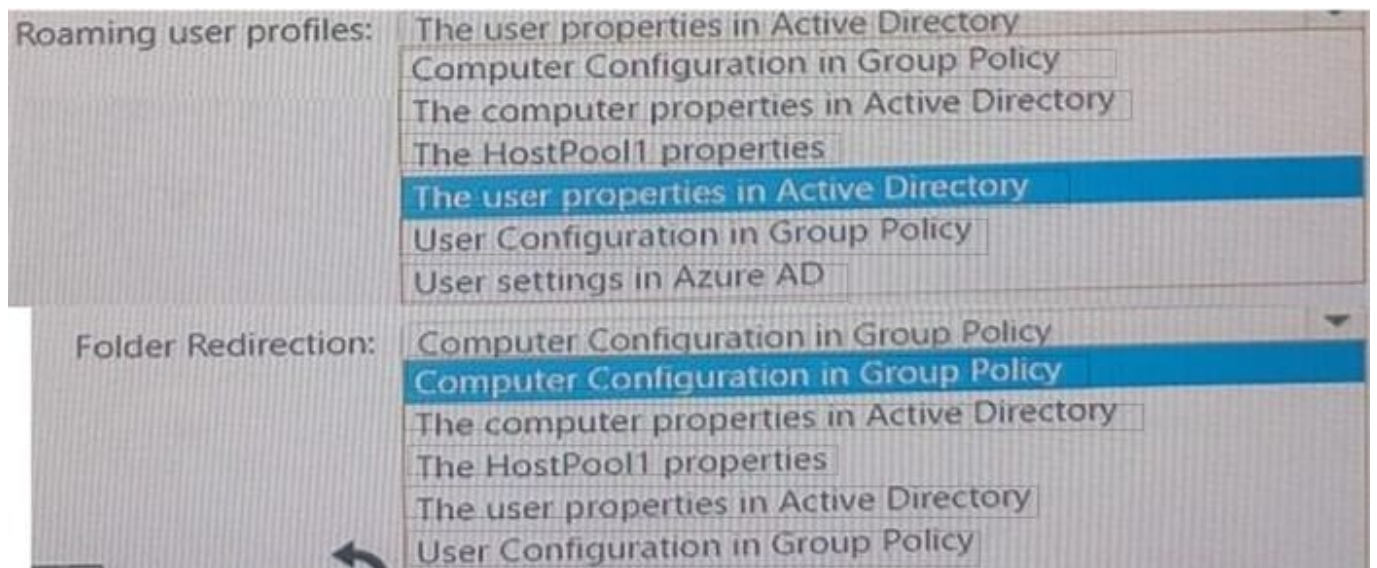 Roaming user profiles: The user properties in Active Directory
Computer Configuration in Group Policy
The computer properties in Active Directory
The HostPool1 properties
The user properties in Active Directory
User Configuration in Group Policy
User settings in Azure AD
Folder Redirection: Computer Configuration in Group Policy
Computer Configuration in Group Policy
The computer properties in Active Directory
The HostPool1 properties
The user properties in Active Directory
User Configuration in Group Policy